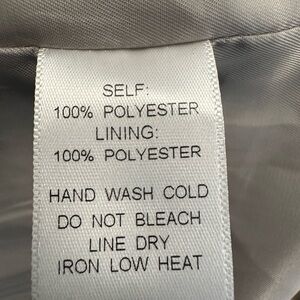 SELF:
100% POLYESTER
LINING:
100% POLYESTER
HAND WASH COLD
DO NOT BLEACH
LINE DRY
IRON LOW HEAT